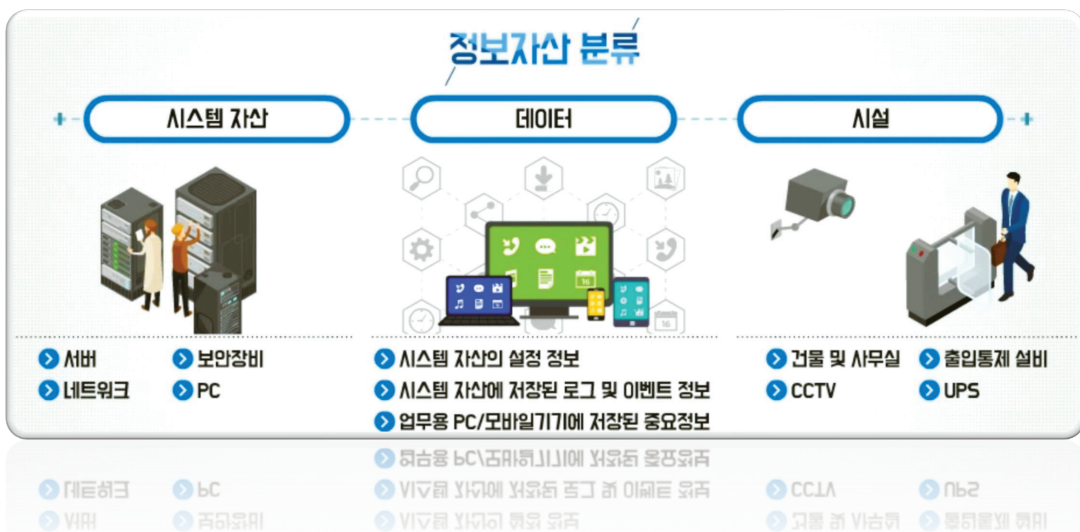 정보자산 분류
시스템 자산
데이터
시설
서버
보안장비
네트워크
PC
시스템 자산의 설정 정보
시스템 자산에 저장된 로그 및 이벤트 정보
업무용 PC/모바일기기에 저장된 중요정보
건물 및 사무실
출입통제 설비
CCTV
UPS